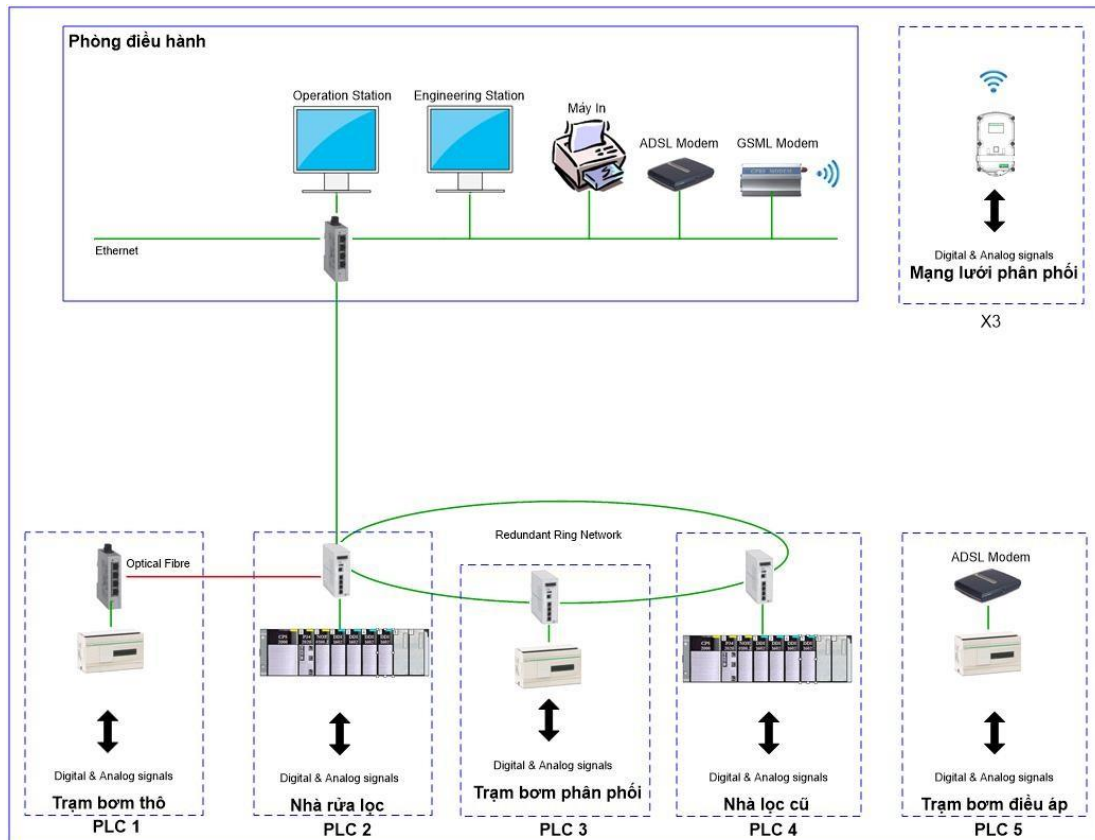 Phòng điều hành
Operation Station
Engineering Station
Máy In
ADSL Modem
GSML Modem
Ethernet
Digital & Analog signals
Mạng lưới phân phối
X3
Optical Fibre
Redundant Ring Network
ADSL Modem
Digital & Analog signals
Trạm bơm thô
PLC 1
Digital & Analog signals
Nhà rửa lọc
PLC 2
Digital & Analog signals
Trạm bơm phân phối
PLC 3
Digital & Analog signals
Nhà lọc cũ
PLC 4
Digital & Analog signals
Trạm bơm điều áp
PLC 5